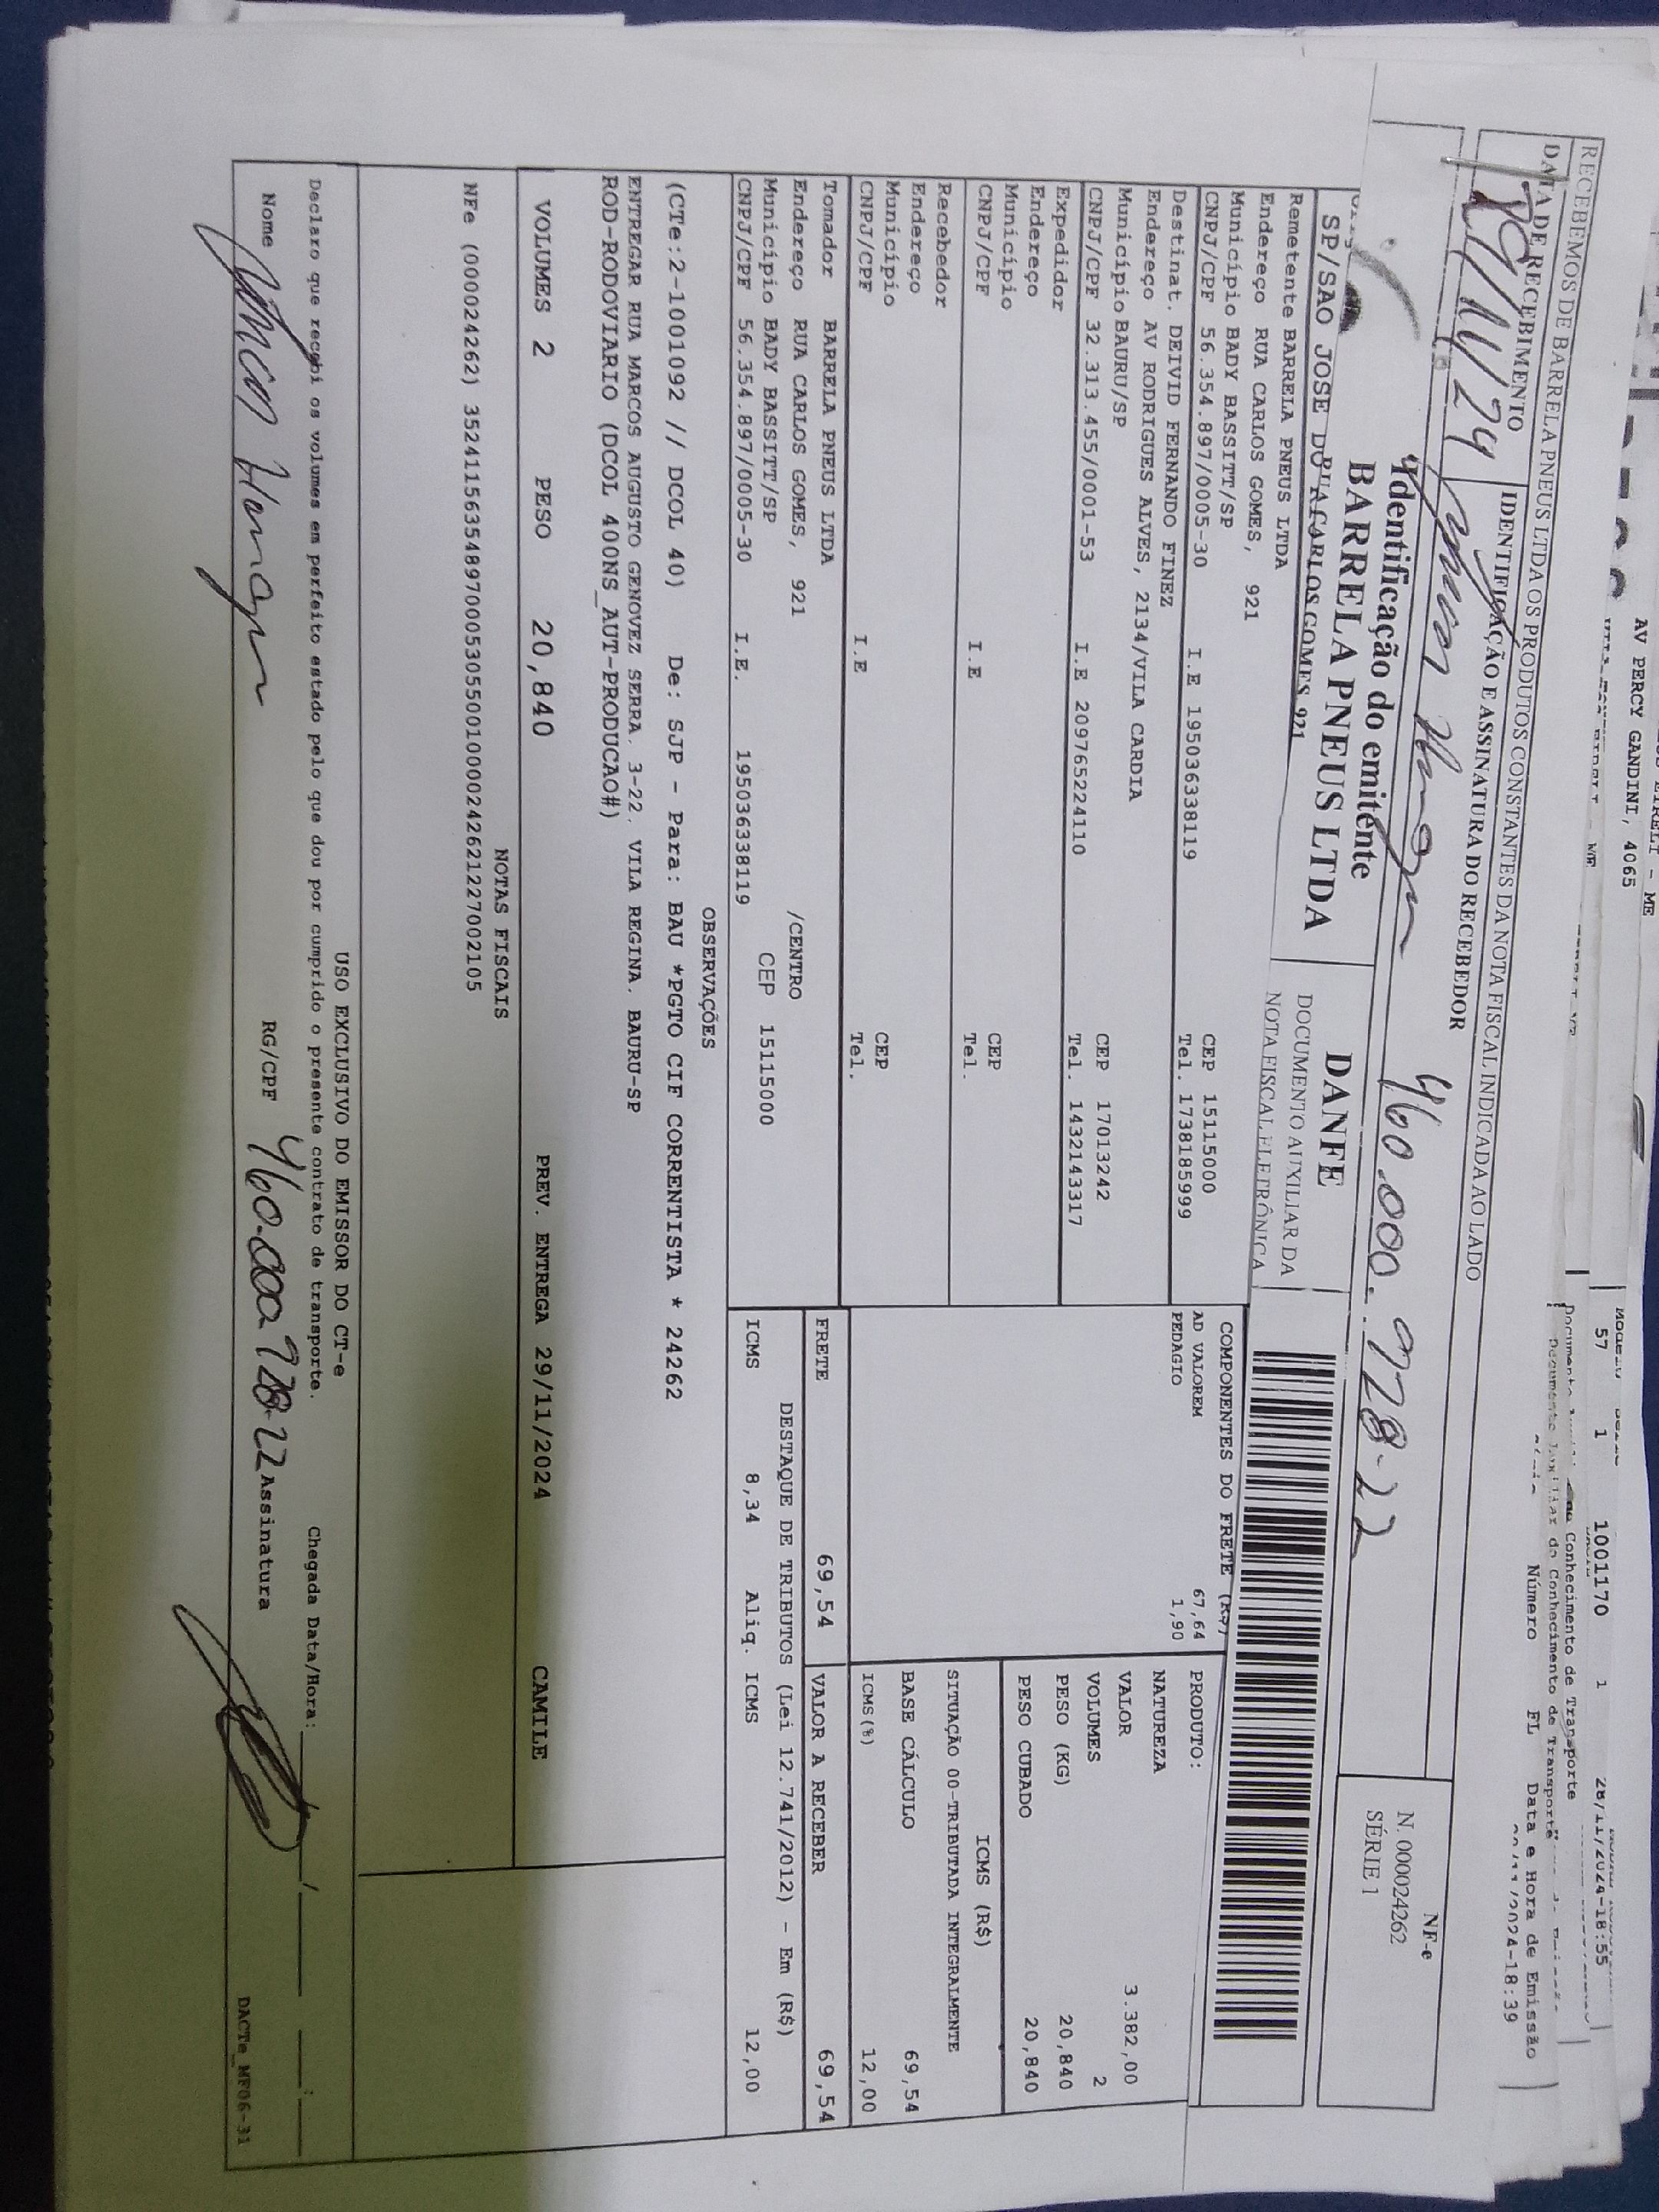 AV PERCY GANDINI, 4065
57 1 1001170 1 28/11/2024-18:55
Conhecimento de Transporte
Documento Auxiliar do Conhecimento de Transporte
Número FL Data e Hora de Emissão
RECEBEMOS DE BARRELA PNEUS LTDA OS PRODUTOS CONSTANTES DA NOTA FISCAL INDICADA AO LADO
DATA DE RECEBIMENTO IDENTIFICAÇÃO E ASSINATURA DO RECEBEDOR
29/11/24 460.000.978-22
NF-e
N. 000024262
SÉRIE 1
Identificação do emitente
BARRELA PNEUS LTDA
RUA CARLOS GOMES 921
DANFE
DOCUMENTO AUXILIAR DA
NOTA FISCAL ELETRÔNICA
SP/SAO JOSE DO
Remetente BARRELA PNEUS LTDA
Endereço RUA CARLOS GOMES, 921
Município BADY BASSITT/SP CEP 15115000
CNPJ/CPF 56.354.897/0005-30 I.E 195036338119 Tel. 1738185999
Destinat. DEIVID FERNANDO FINEZ
Endereço AV RODRIGUES ALVES, 2134/VILA CARDIA
Município BAURU/SP CEP 17013242
CNPJ/CPF 32.313.455/0001-53 I.E 209765224110 Tel. 1432143317
Expedidor
Endereço
Município CEP
CNPJ/CPF I.E Tel.
Recebedor
Endereço
Município CEP
CNPJ/CPF I.E Tel.
Tomador BARRELA PNEUS LTDA
Endereço RUA CARLOS GOMES, 921 /CENTRO
Município BADY BASSITT/SP CEP 15115000
CNPJ/CPF 56.354.897/0005-30 I.E. 195036338119
COMPONENTES DO FRETE (R$)
AD VALOREM 67,64
PEDAGIO 1,90
PRODUTO:
NATUREZA
VALOR 3.382,00
VOLUMES 2
PESO (KG) 20,840
PESO CUBADO 20,840
ICMS (R$)
SITUAÇÃO 00-TRIBUTADA INTEGRALMENTE
BASE CÁLCULO 69,54
ICMS(%) 12,00
FRETE 69,54 VALOR A RECEBER 69,54
DESTAQUE DE TRIBUTOS (Lei 12.741/2012) - Em (R$)
ICMS 8,34 Aliq. ICMS 12,00
OBSERVAÇÕES
(CTe:2-1001092 // DCOL 40) De: SJP - Para: BAU *PGTO CIF CORRENTISTA * 24262
ENTREGAR RUA MARCOS AUGUSTO GENOVEZ SERRA, 3-22, VILA REGINA, BAURU-SP
ROD-RODOVIARIO (DCOL 400NS_AUT-PRODUCAO#)
VOLUMES 2 PESO 20,840 PREV. ENTREGA 29/11/2024 CAMILE
NOTAS FISCAIS
NFe (000024262) 35241156354897000530550010000242621227002105
USO EXCLUSIVO DO EMISSOR DO CT-e
Declaro que recebi os volumes em perfeito estado pelo que dou por cumprido o presente contrato de transporte. Chegada Data/Hora: / :
Nome RG/CPF 460.000.978-22 Assinatura
DACTe_MF06-31